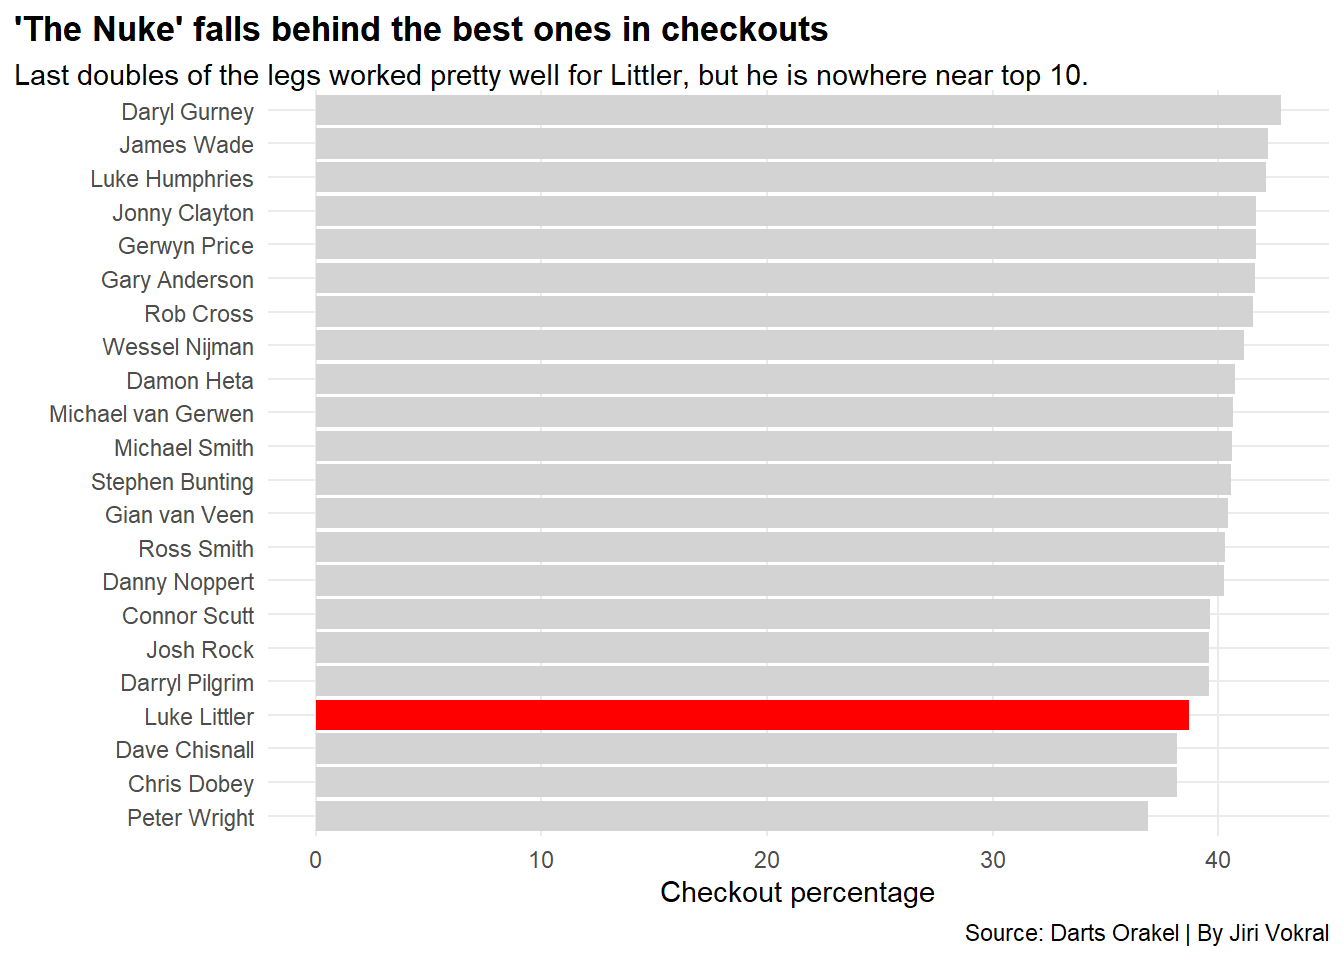 'The Nuke' falls behind the best ones in checkouts
Last doubles of the legs worked pretty well for Littler, but he is nowhere near top 10.
Daryl Gurney
James Wade
Luke Humphries
Jonny Clayton
Gerwyn Price
Gary Anderson
Rob Cross
Wessel Nijman
Damon Heta
Michael van Gerwen
Michael Smith
Stephen Bunting
Gian van Veen
Ross Smith
Danny Noppert
Connor Scutt
Josh Rock
Darryl Pilgrim
Luke Littler
Dave Chisnall
Chris Dobey
Peter Wright
0 10 20 30 40
Checkout percentage
Source: Darts Orakel | By Jiri Vokral